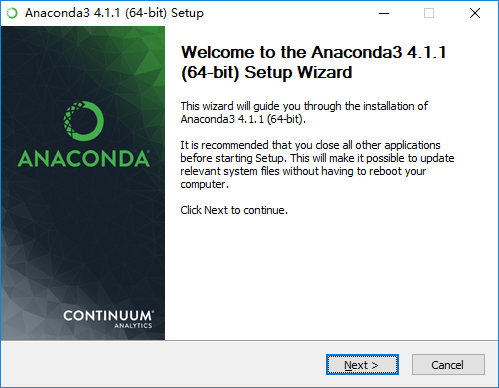 Anaconda3 4.1.1 (64-bit) Setup
Welcome to the Anaconda3 4.1.1
(64-bit) Setup Wizard
This wizard will guide you through the installation of
Anaconda3 4.1.1 (64-bit).
It is recommended that you close all other applications
before starting Setup. This will make it possible to update
relevant system files without having to reboot your
computer.
Click Next to continue.
ANACONDA
CONTINUUM®
ANALYTICS
Next >
Cancel